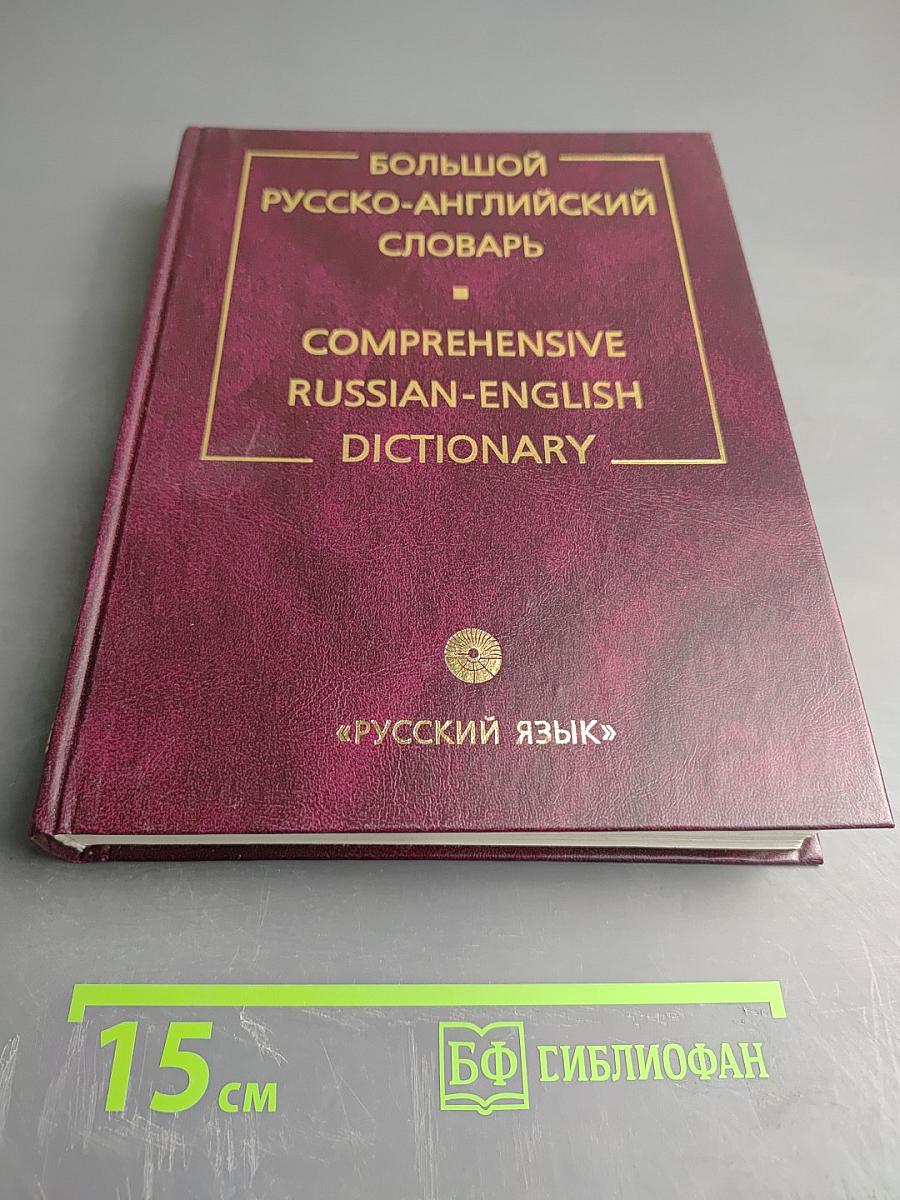 БОЛЬШОЙ
РУССКО-АНГЛИЙСКИЙ
СЛОВАРЬ
COMPREHENSIVE
RUSSIAN-ENGLISH
DICTIONARY
«РУССКИЙ ЯЗЫК»
15 см
БФ БИБЛИОФАН